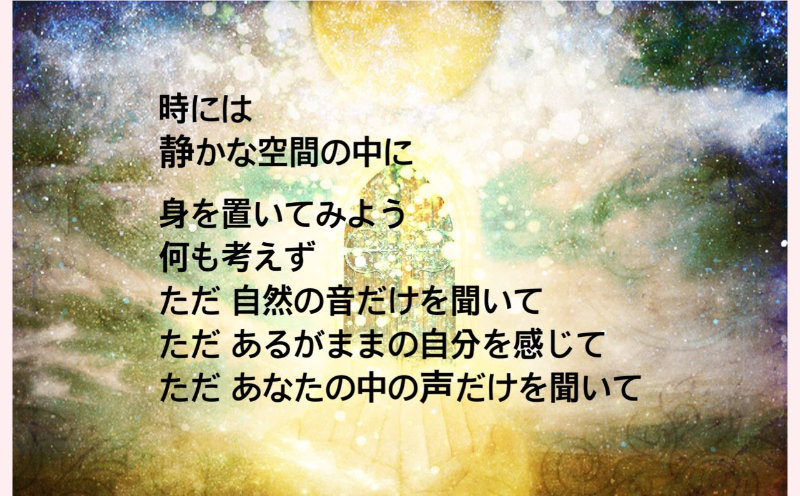 時には
静かな空間の中に
身を置いてみよう
何も考えず
ただ 自然の音だけを聞いて
ただ あるがままの自分を感じて
ただ あなたの中の声だけを聞いて